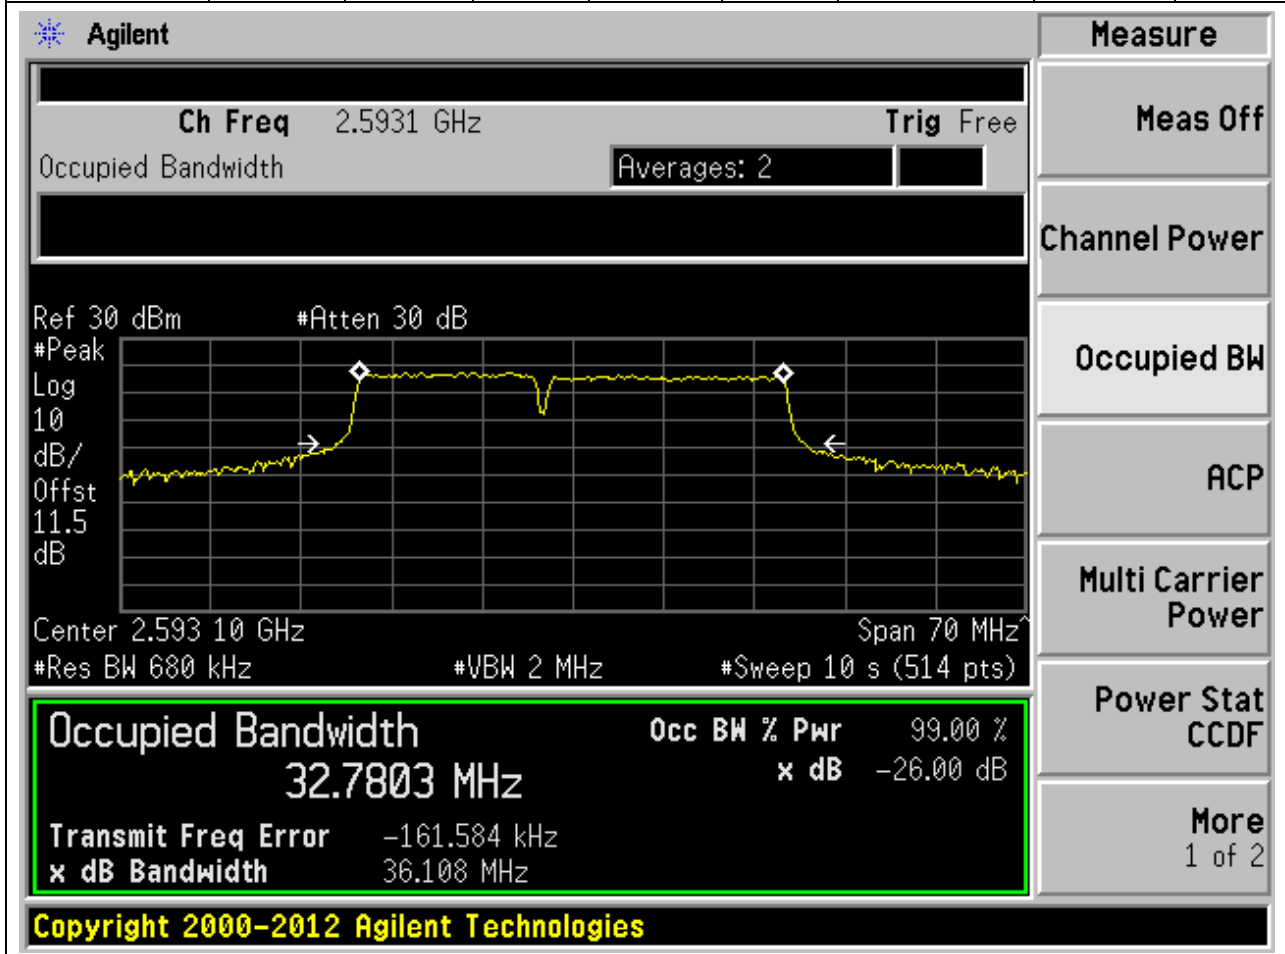 Agilent
Measure
Ch Freq 2.5931 GHz
Trig Free
Occupied Bandwidth
Averages: 2
Ref 30 dBm
#Atten 30 dB
#Peak
Log
10
dB/
Offst
11.5
dB
Center 2.593 10 GHz
Span 70 MHz^
#Res BW 680 kHz
#VBW 2 MHz
#Sweep 10 s (514 pts)
Occupied Bandwidth
32.7803 MHz
Occ BW % Pwr 99.00 %
x dB -26.00 dB
Transmit Freq Error -161.584 kHz
x dB Bandwidth 36.108 MHz
Meas Off
Channel Power
Occupied BW
ACP
Multi Carrier
Power
Power Stat
CCDF
More
1 of 2
Copyright 2000-2012 Agilent Technologies